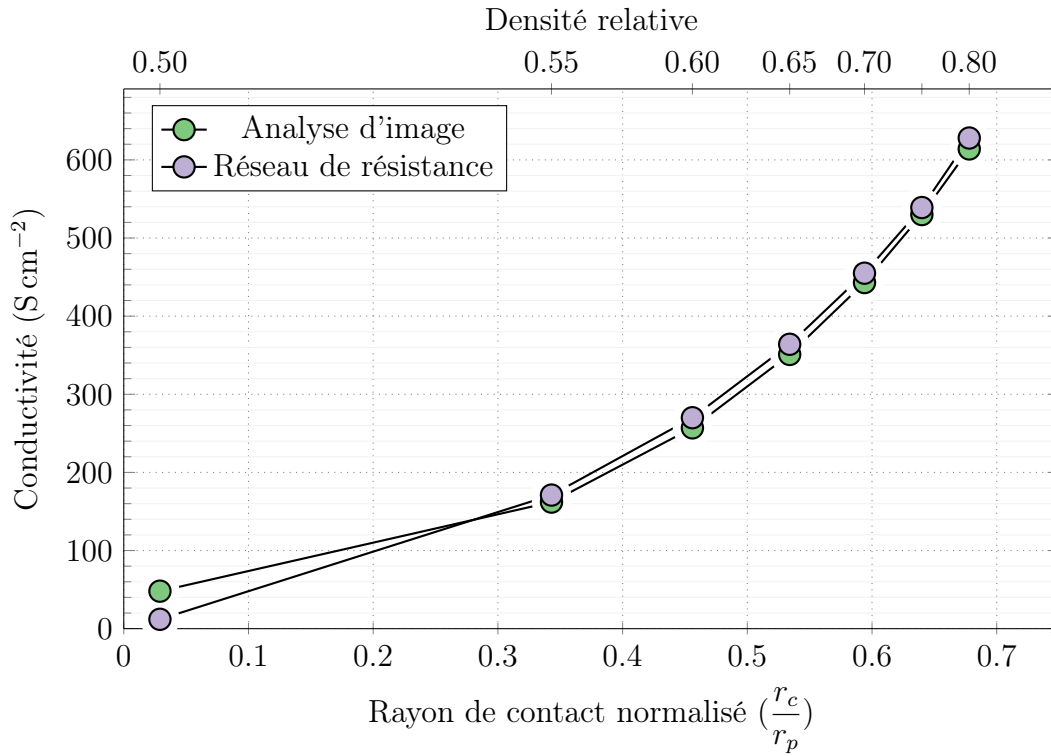 Densité relative
0.50 0.55 0.60 0.65 0.70 0.80
Analyse d'image
Réseau de résistance
Conductivité (S cm⁻²)
600
500
400
300
200
100
0
0 0.1 0.2 0.3 0.4 0.5 0.6 0.7
Rayon de contact normalisé (r_c/r_p)